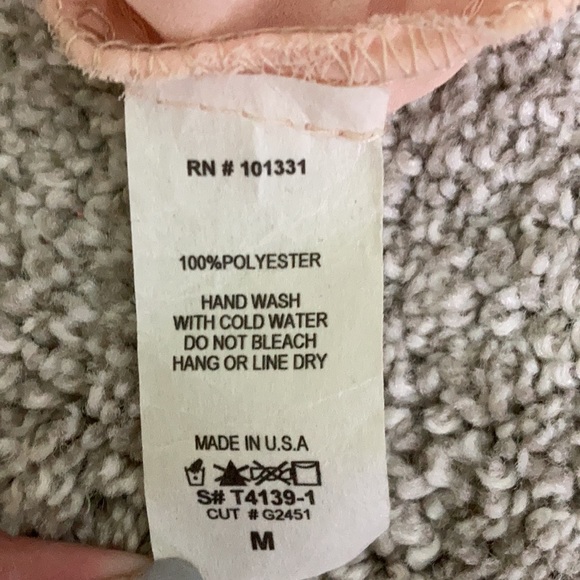 RN # 101331
100%POLYESTER
HAND WASH
WITH COLD WATER
DO NOT BLEACH
HANG OR LINE DRY
MADE IN U.S.A
S# T4139-1
CUT # G2451
M